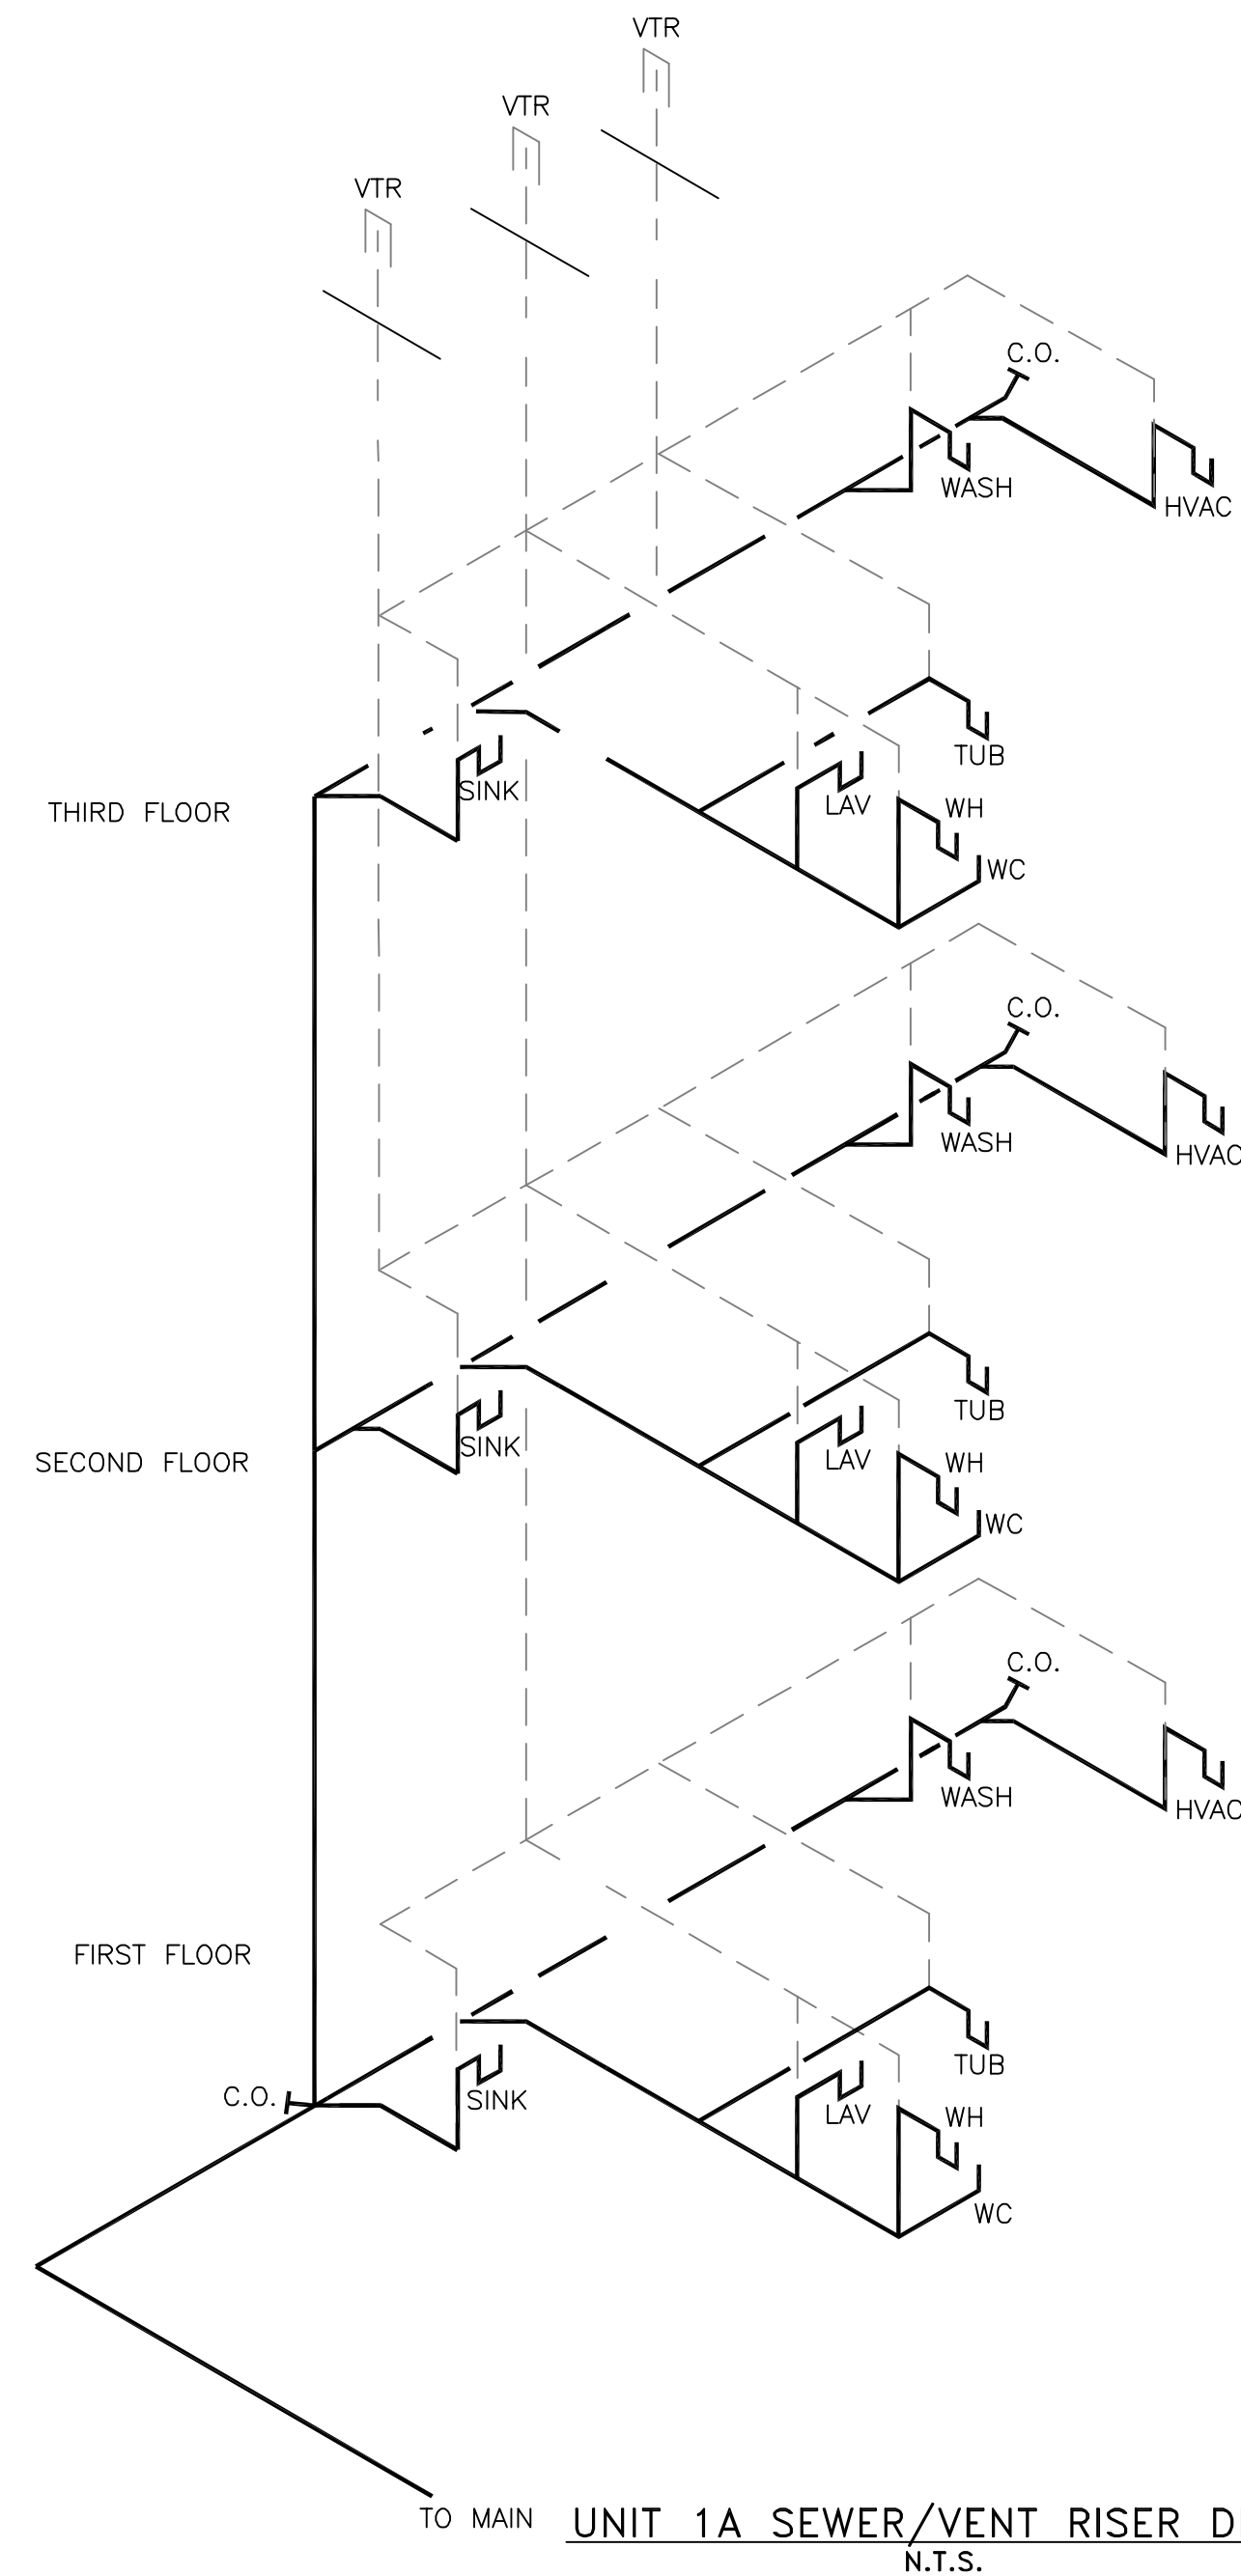 VTR
VTR
VTR
C.O.
WASH
HVAC
TUB
SINK
LAV
WH
THIRD FLOOR
WC
C.O.
WASH
HVAC
TUB
SINK
LAV
WH
SECOND FLOOR
WC
C.O.
WASH
HVAC
FIRST FLOOR
TUB
C.O.
SINK
LAV
WH
WC
TO MAIN
UNIT 1A SEWER/VENT RISER
N.T.S.